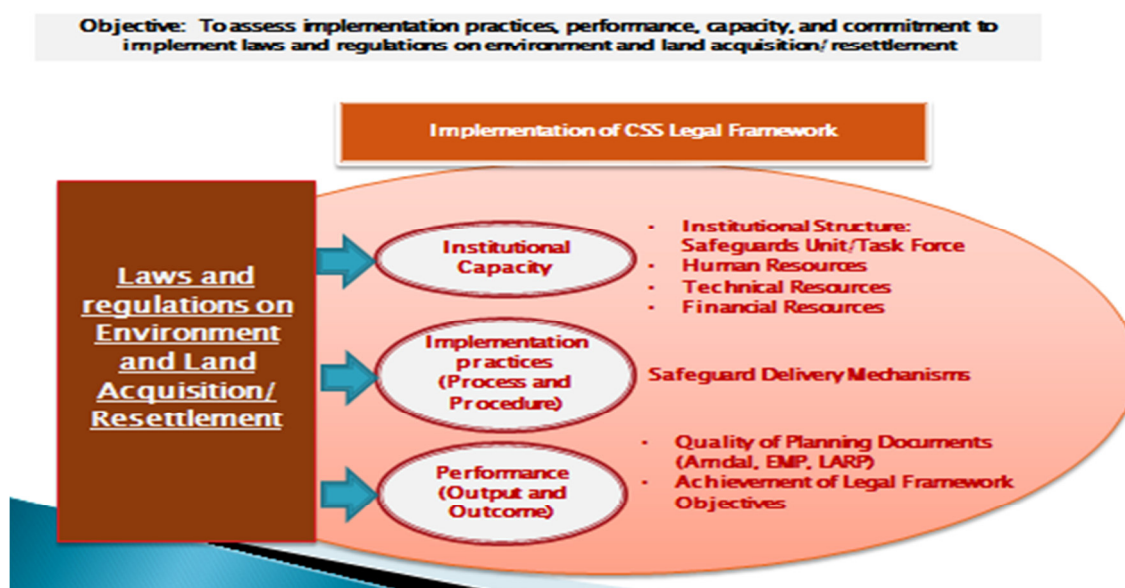 Objective: To assess implementation practices, performance, capacity, and commitment to
implement laws and regulations on environment and land acquisition/ resettlement
Implementation of CSS Legal Framework
Laws and
regulations on
Environment
and Land
Acquisition/
Resettlement
Institutional
Capacity
• Institutional Structure:
Safeguards Unit/Task Force
• Human Resources
• Technical Resources
• Financial Resources
Implementation
practices
(Process and
Procedure)
Safeguard Delivery Mechanisms
Performance
(Output and
Outcome)
• Quality of Planning Documents
(Amdal, EMP, LARP)
• Achievement of Legal Framework
Objectives